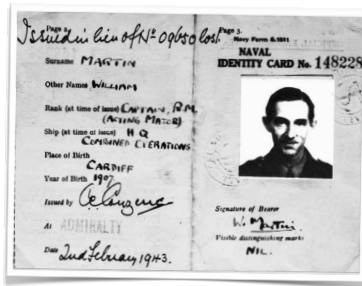 Page 2.
Issued in lieu of No 09650 lost.
Surname MARTIN
Other Names WILLIAM
Rank (at time of issue) CAPTAIN, R.M.
(ACTING MAJOR)
Ship (at time of issue) H.Q.
COMBINED OPERATIONS
Place of Birth
CARDIFF
Year of Birth 1907
Issued by
At ADMIRALTY
Date 2nd February 1943.
Page 3.
Navy Form S.1511
NAVAL
IDENTITY CARD No. 148228
Signature of Bearer
W. Martin.
Visible distinguishing marks
NIL.